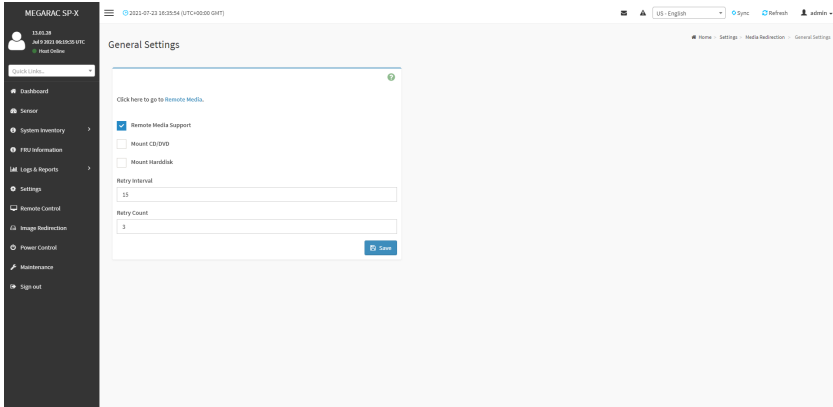 MEGARAC SP-X
2021-07-23 16:35:54 (UTC+00:00 GMT)
US - English
Sync
Refresh
admin
13.01.28
Jul 9 2021 06:19:35 UTC
Host Online
Quick Links..
Dashboard
Sensor
System Inventory
FRU Information
Logs & Reports
Settings
Remote Control
Image Redirection
Power Control
Maintenance
Sign out
General Settings
Home > Settings > Media Redirection > General Settings
Click here to go to Remote Media.
Remote Media Support
Mount CD/DVD
Mount Harddisk
Retry Interval
15
Retry Count
3
Save